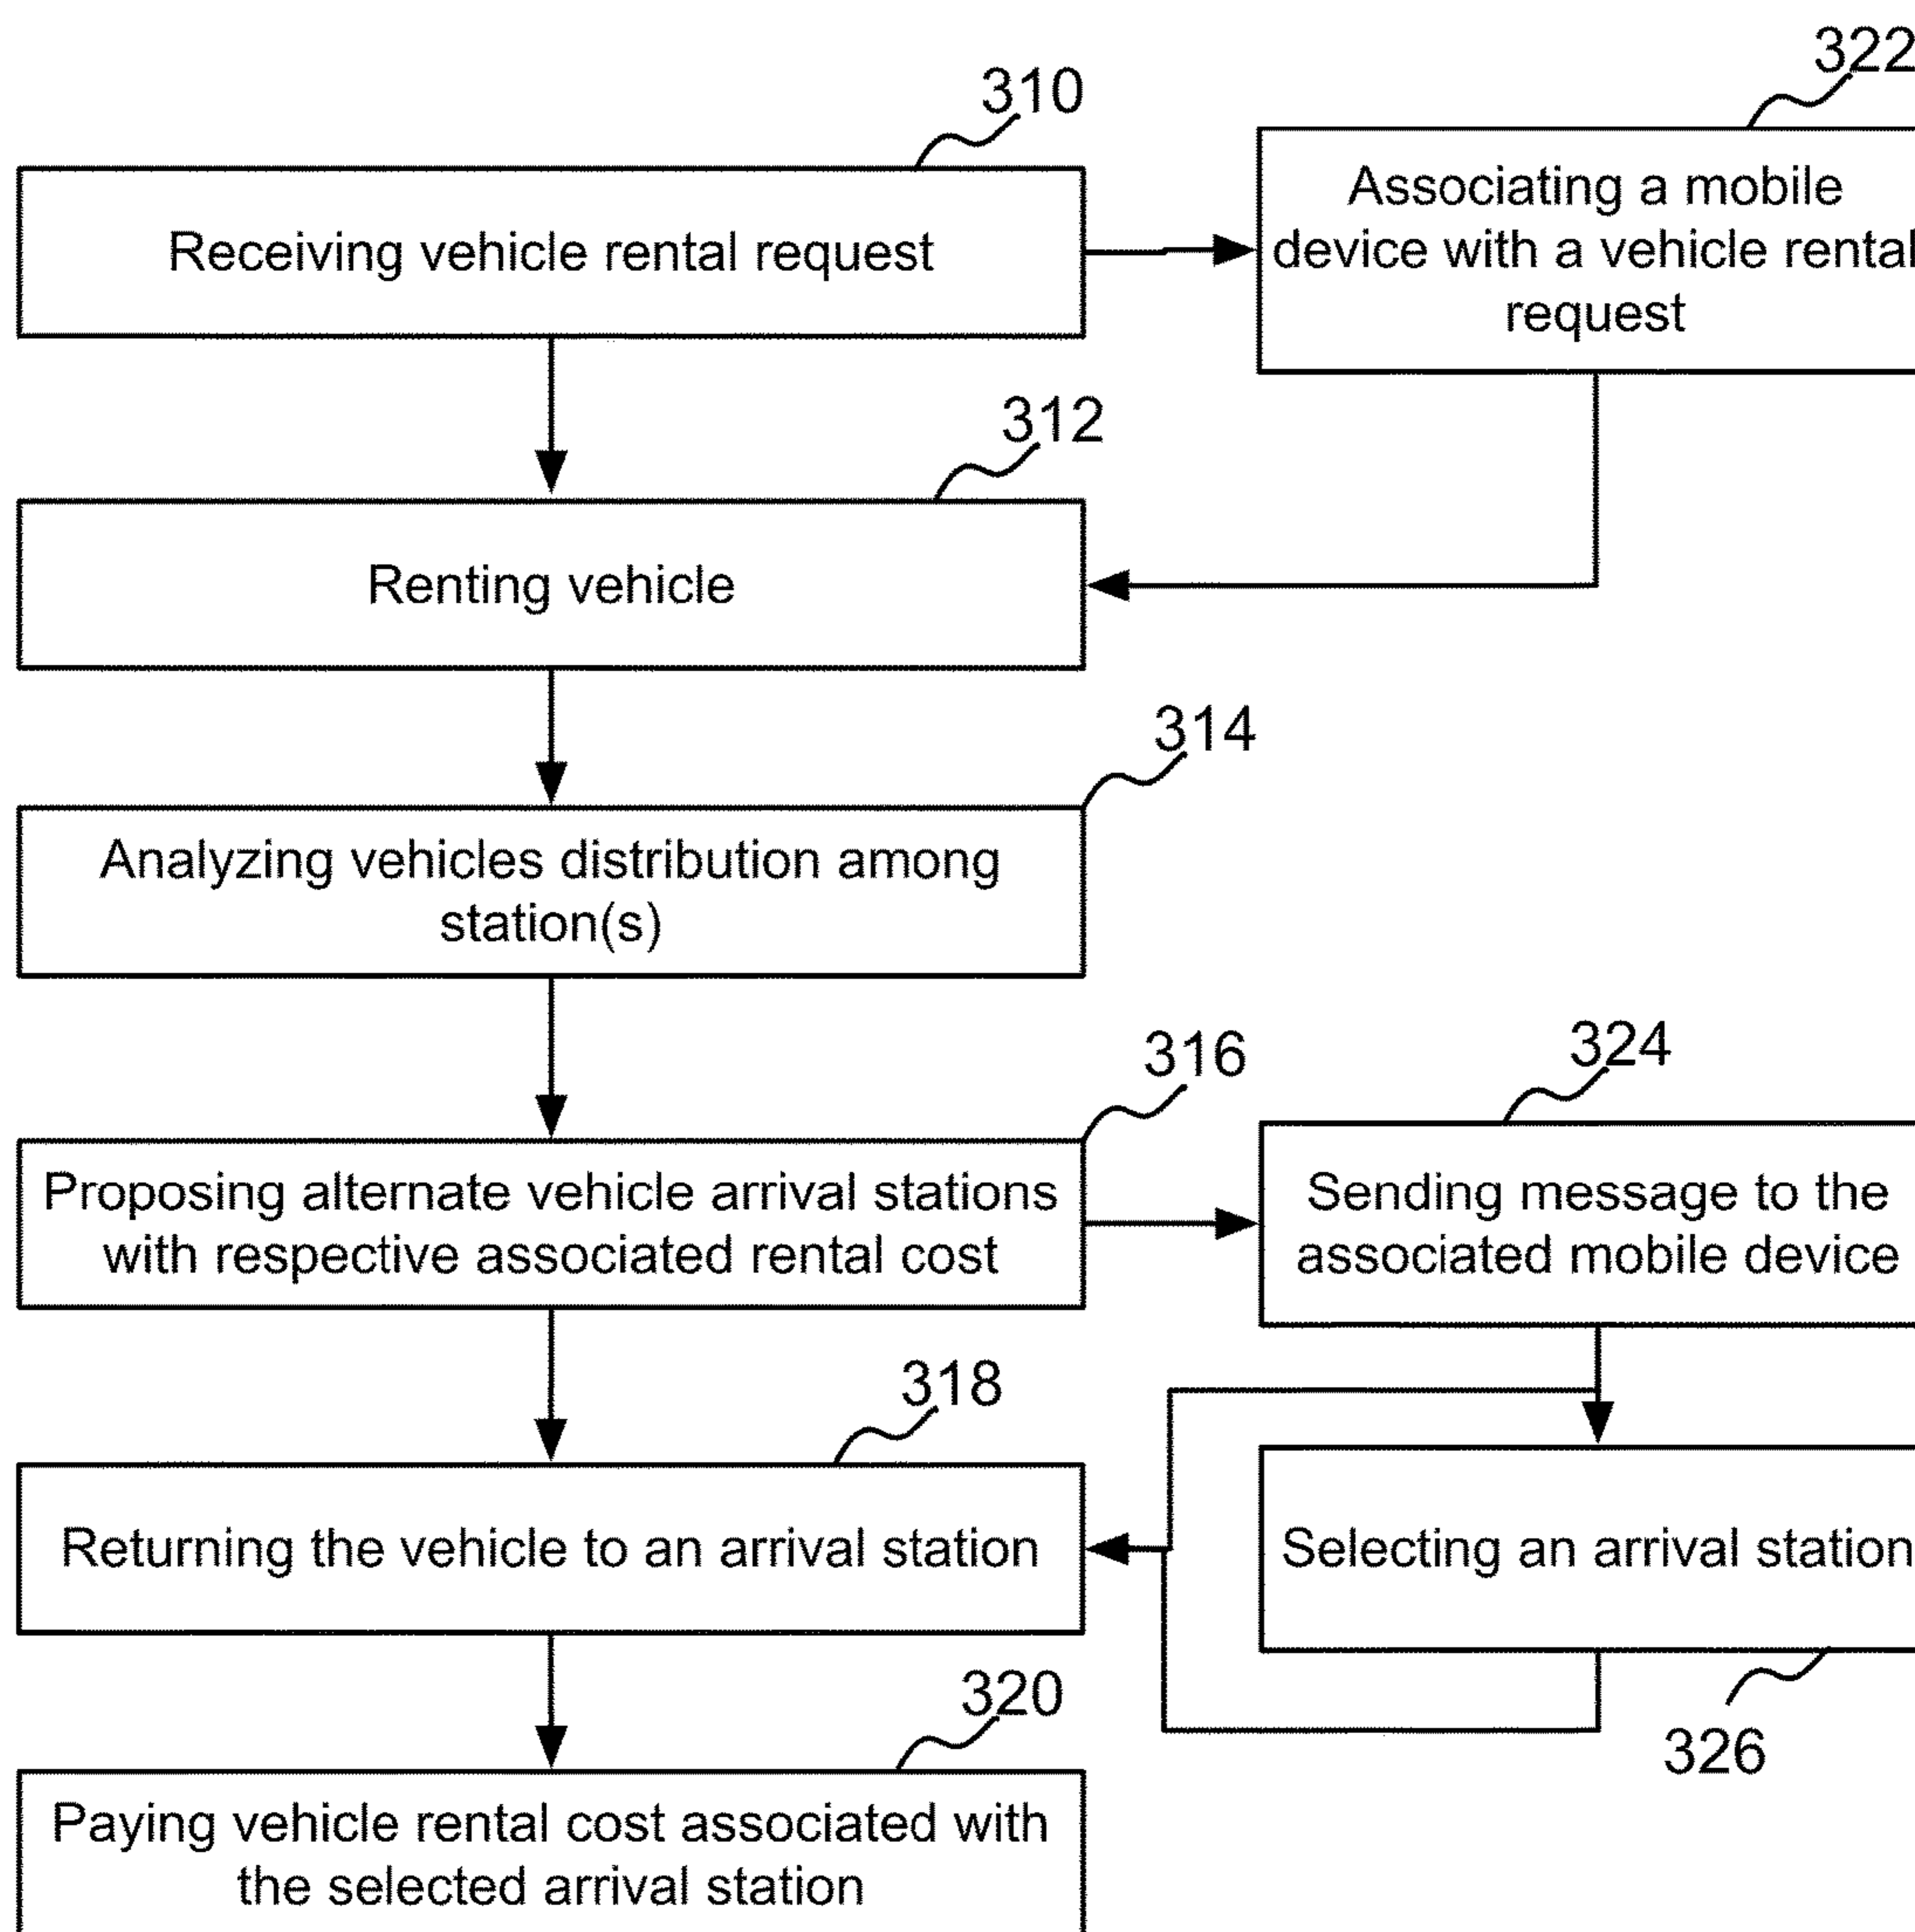 322
310
Associating a mobile
device with a vehicle rental
request
Receiving vehicle rental request
312
Renting vehicle
314
Analyzing vehicles distribution among
station(s)
316
324
Proposing alternate vehicle arrival stations
with respective associated rental cost
Sending message to the
associated mobile device
318
Returning the vehicle to an arrival station
Selecting an arrival station
320
326
Paying vehicle rental cost associated with
the selected arrival station